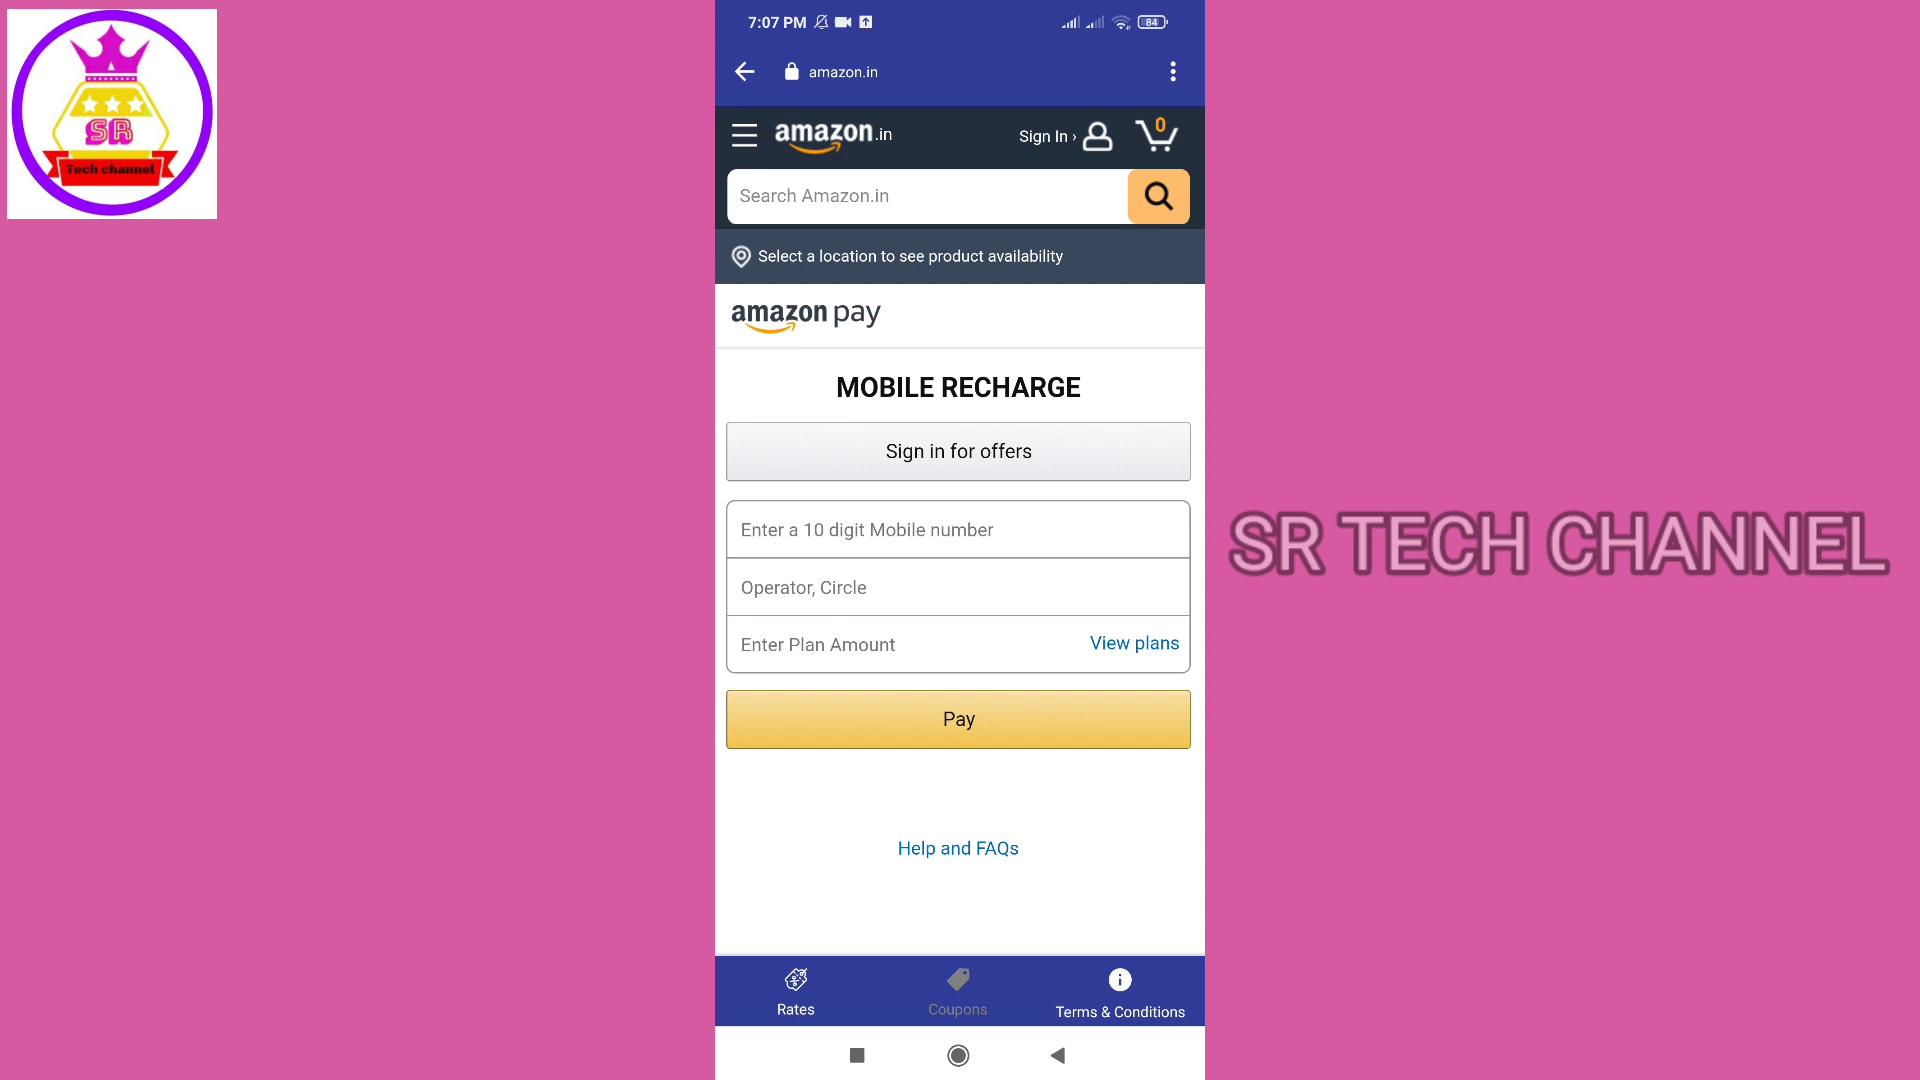 SR
Tech channel
7:07 PM
84
amazon.in
amazon.in
Sign In ›
0
Search Amazon.in
Select a location to see product availability
amazon pay
MOBILE RECHARGE
Sign in for offers
Enter a 10 digit Mobile number
Operator, Circle
Enter Plan Amount
View plans
Pay
Help and FAQs
Rates
Coupons
Terms & Conditions
SR TECH CHANNEL